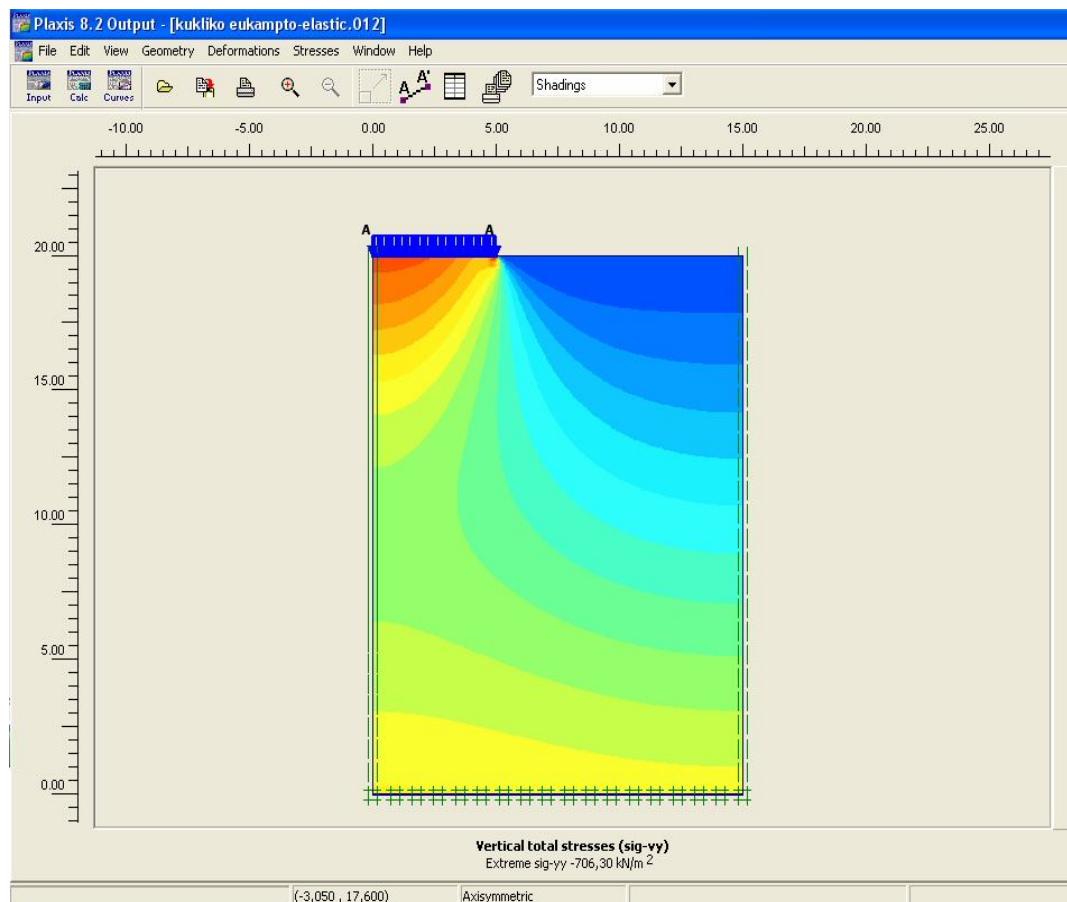 Plaxis 8.2 Output - [kukliko eukampto-elastic.012]
File Edit View Geometry Deformations Stresses Window Help
PLAXIS PLAXIS PLAXIS
Input Calc Curves A A' Shadings
-10.00 -5.00 0.00 5.00 10.00 15.00 20.00 25.00
A A
20.00
15.00
10.00
5.00
0.00
Vertical total stresses (sig-yy)
Extreme sig-yy -706,30 kN/m 2
(-3,050 , 17,600) Axisymmetric